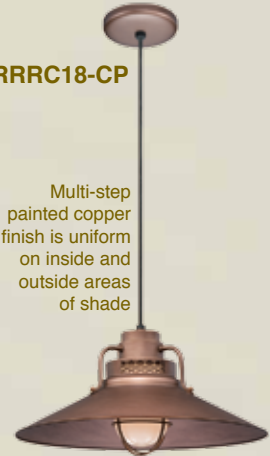 RRRC18-CP
Multi-step
painted copper
finish is uniform
on inside and
outside areas
of shade